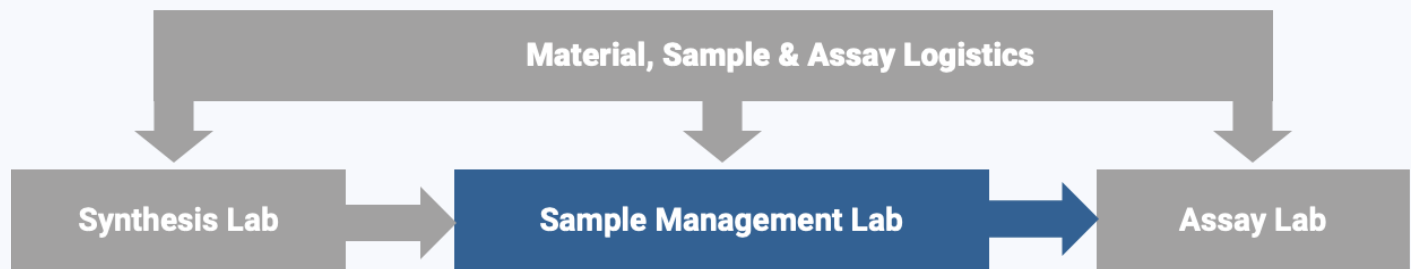 Material, Sample & Assay Logistics
Synthesis Lab
Sample Management Lab
Assay Lab